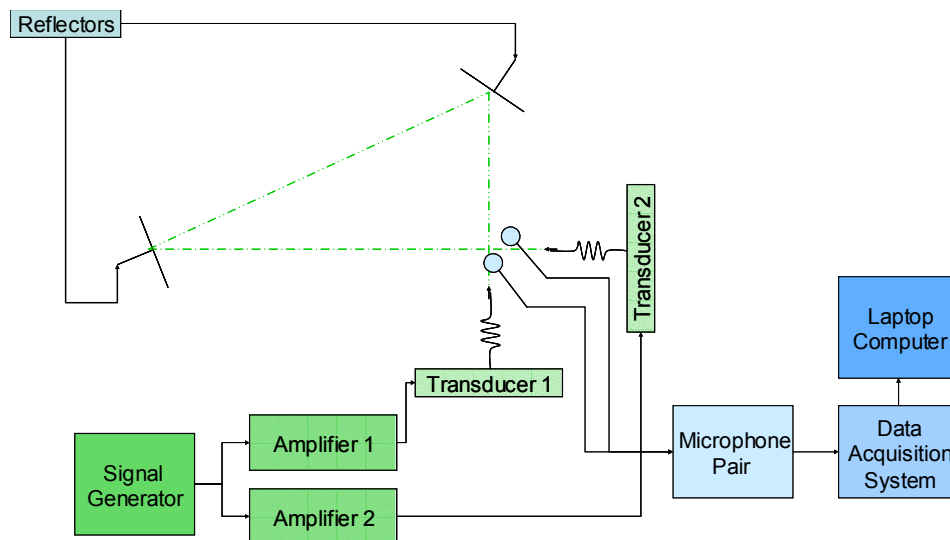 Reflectors
Transducer 2
Laptop
Computer
Transducer 1
Amplifier 1
Signal
Generator
Microphone
Pair
Data
Acquisition
System
Amplifier 2